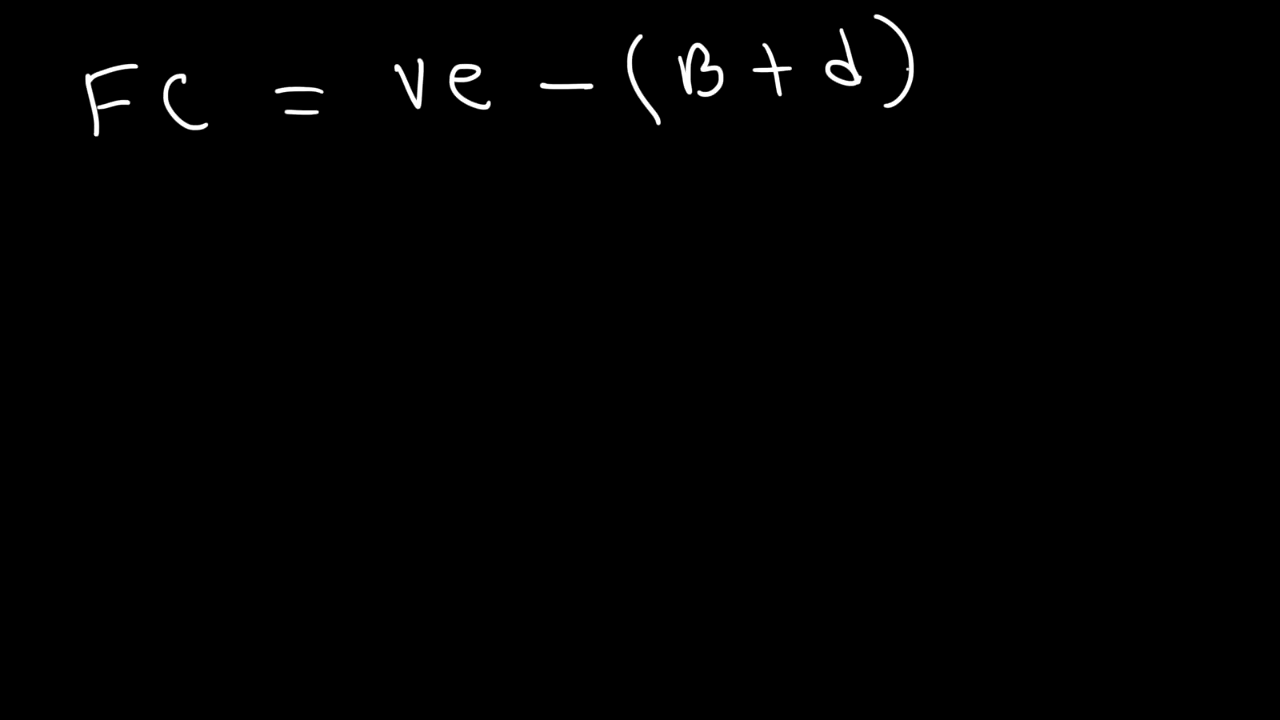 FC = ve - (B + d)